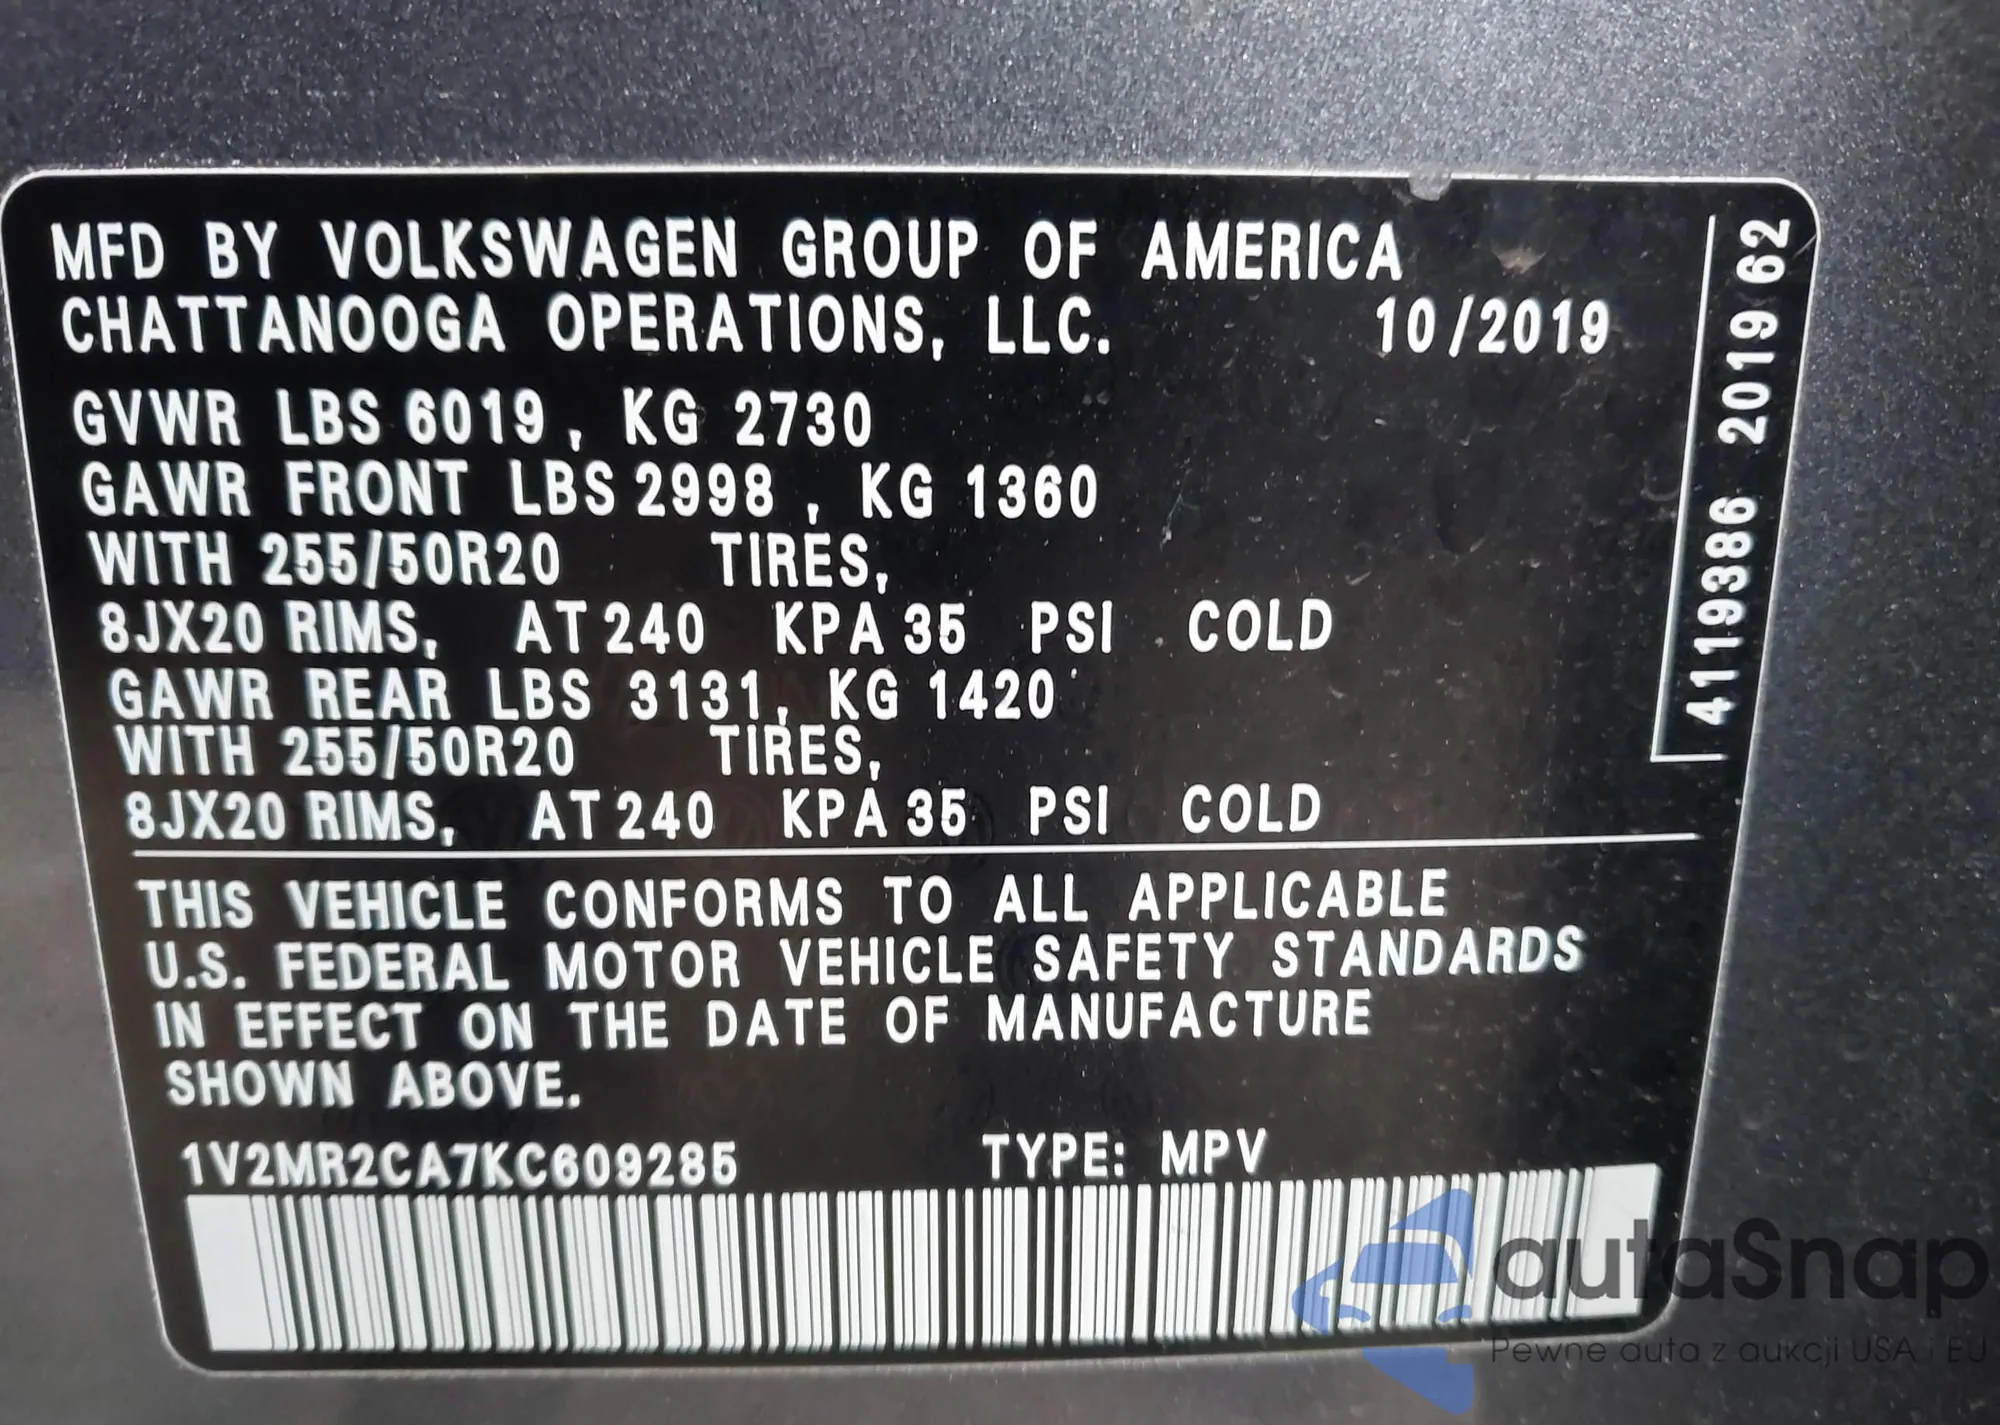 MFD BY VOLKSWAGEN GROUP OF AMERICA
CHATTANOOGA OPERATIONS, LLC. 10/2019
GVWR LBS 6019, KG 2730
GAWR FRONT LBS 2998, KG 1360
WITH 255/50R20 TIRES,
8JX20 RIMS, AT 240 KPA 35 PSI COLD
GAWR REAR LBS 3131, KG 1420
WITH 255/50R20 TIRES,
8JX20 RIMS, AT 240 KPA 35 PSI COLD
THIS VEHICLE CONFORMS TO ALL APPLICABLE
U.S. FEDERAL MOTOR VEHICLE SAFETY STANDARDS
IN EFFECT ON THE DATE OF MANUFACTURE
SHOWN ABOVE.
1V2MR2CA7KC609285 TYPE: MPV
4119386 2019 62
autaSnap
Pewne auta z aukcji USA i EU